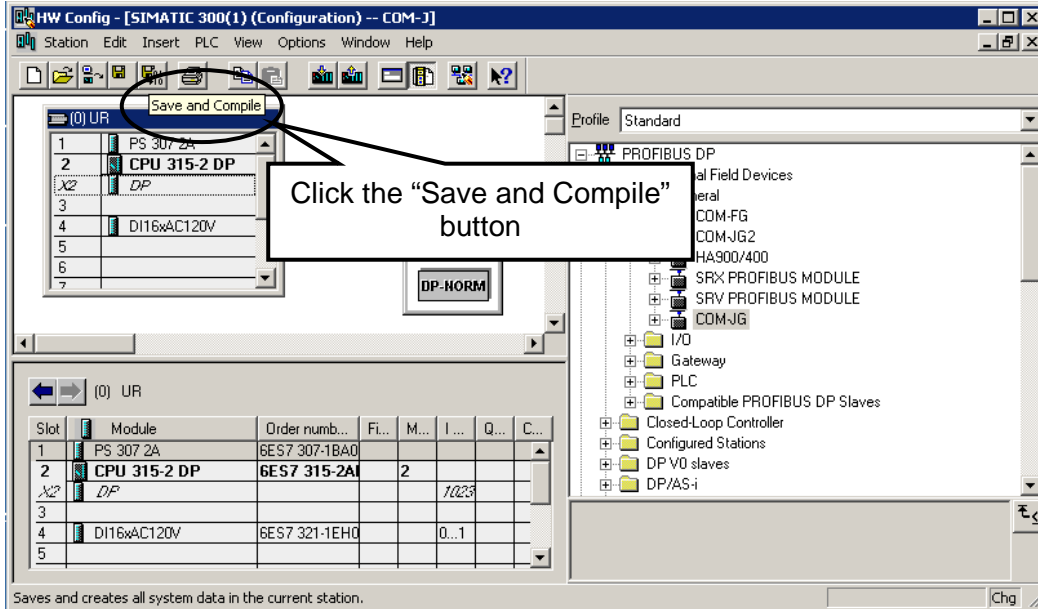 HW Config - [SIMATIC 300(1) (Configuration) -- COM-J]
Station Edit Insert PLC View Options Window Help
Save and Compile
(0) UR
1 PS 307 2A
2 CPU 315-2 DP
X2 DP
3
4 DI16xAC120V
5
6
7
Click the “Save and Compile”
button
DP-NORM
Profile Standard
PROFIBUS DP
al Field Devices
eral
COM-FG
COM-JG2
HA900/400
SRX PROFIBUS MODULE
SRV PROFIBUS MODULE
COM-JG
I/O
Gateway
PLC
Compatible PROFIBUS DP Slaves
Closed-Loop Controller
Configured Stations
DP V0 slaves
DP/AS-i
(0) UR
Slot Module Order numb... Fi... M... I ... Q... C...
1 PS 307 2A 6ES7 307-1BA0
2 CPU 315-2 DP 6ES7 315-2A 2
X2 DP 1023
3
4 DI16xAC120V 6ES7 321-1EH0 0...1
5
Saves and creates all system data in the current station. Chg